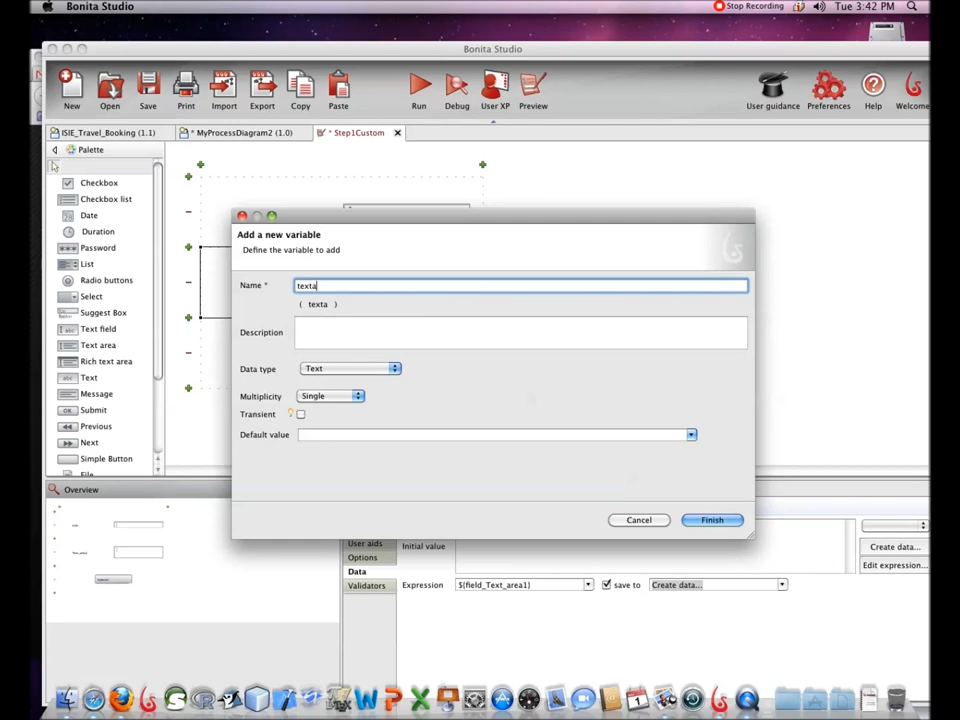 Bonita Studio
Stop Recording
Tue 3:42 PM
Bonita Studio
New
Open
Save
Print
Import
Export
Copy
Paste
Run
Debug
User XP
Preview
User guidance
Preferences
Help
Welcome
ISIE_Travel_Booking (1.1)
* MyProcessDiagram2 (1.0)
* Step1Custom
Palette
Checkbox
Checkbox list
Date
Duration
Password
List
Radio buttons
Select
Suggest Box
Text field
Text area
Rich text area
Text
Message
Submit
Previous
Next
Simple Button
File
Add a new variable
Define the variable to add
Name *
texta
( texta )
Description
Data type
Text
Multiplicity
Single
Transient
Default value
Cancel
Finish
Overview
User aids
Options
Data
Validators
Initial value
Create data...
Edit expression...
Expression
${field_Text_area1}
save to
Create data...